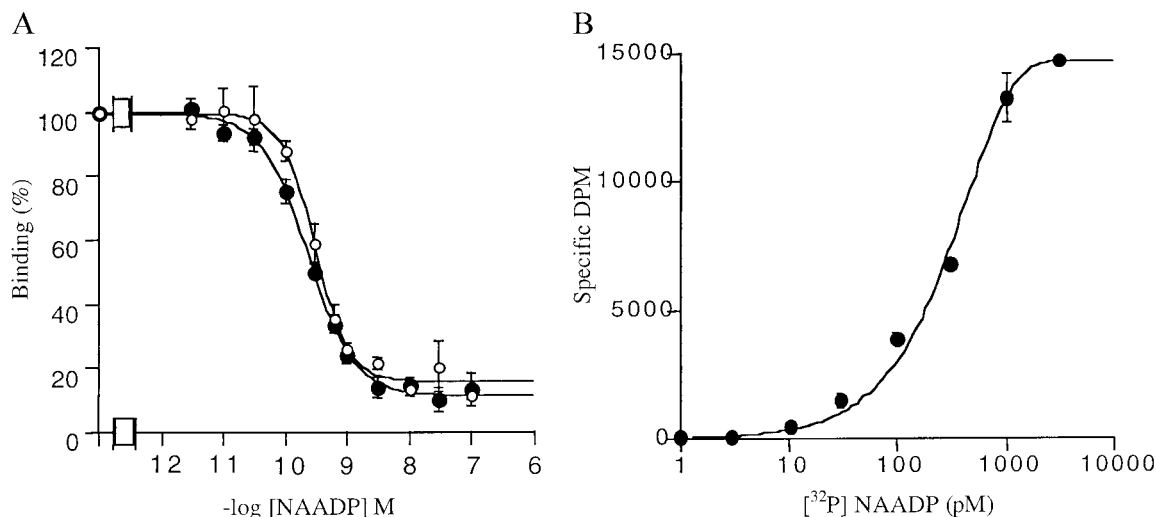 A
120
100
80
60
40
20
0
Binding (%)
12 11 10 9 8 7 6
-log [NAADP] M
B
15000
10000
5000
0
Specific DPM
1 10 100 1000 10000
[³²P] NAADP (pM)